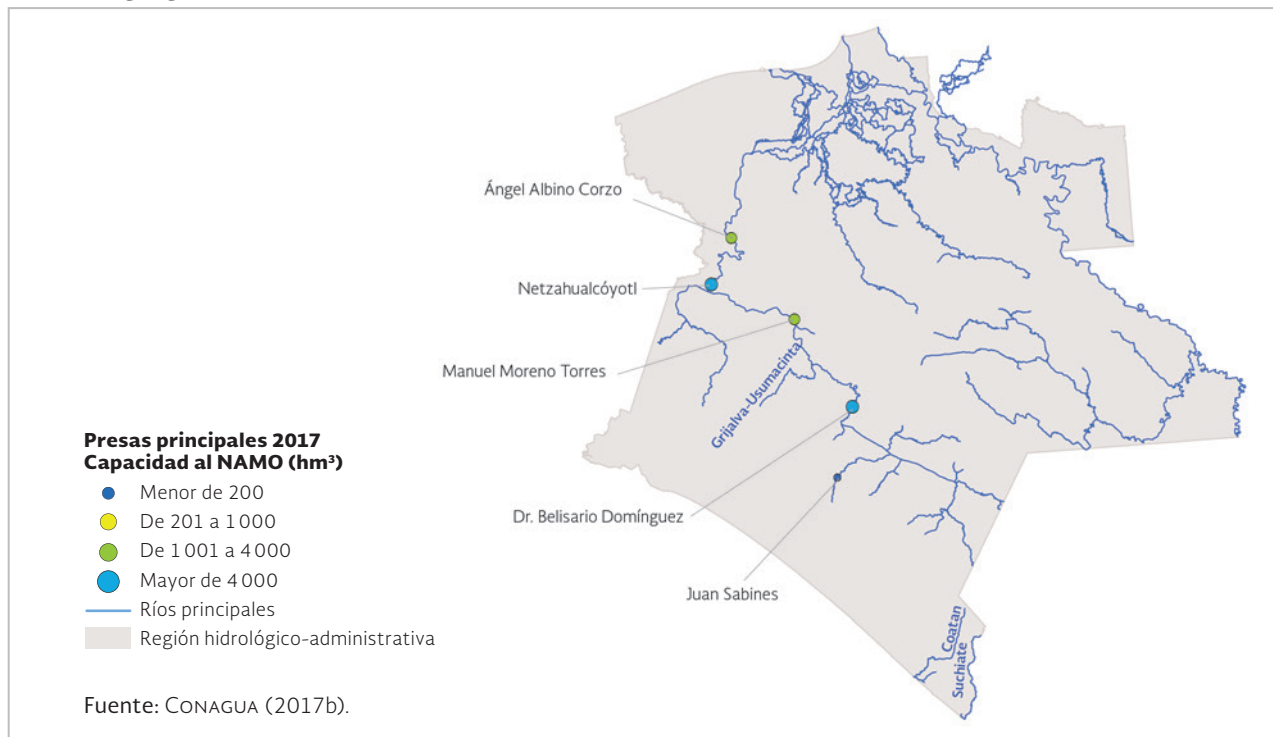 Ángel Albino Corzo
Netzahualcóyotl
Manuel Moreno Torres
Grijalva-Usumacinta
Dr. Belisario Domínguez
Juan Sabines
Coatan
Suchiate
Presas principales 2017
Capacidad al NAMO (hm³)
Menor de 200
De 201 a 1 000
De 1 001 a 4 000
Mayor de 4 000
Ríos principales
Región hidrológico-administrativa
Fuente: CONAGUA (2017b).